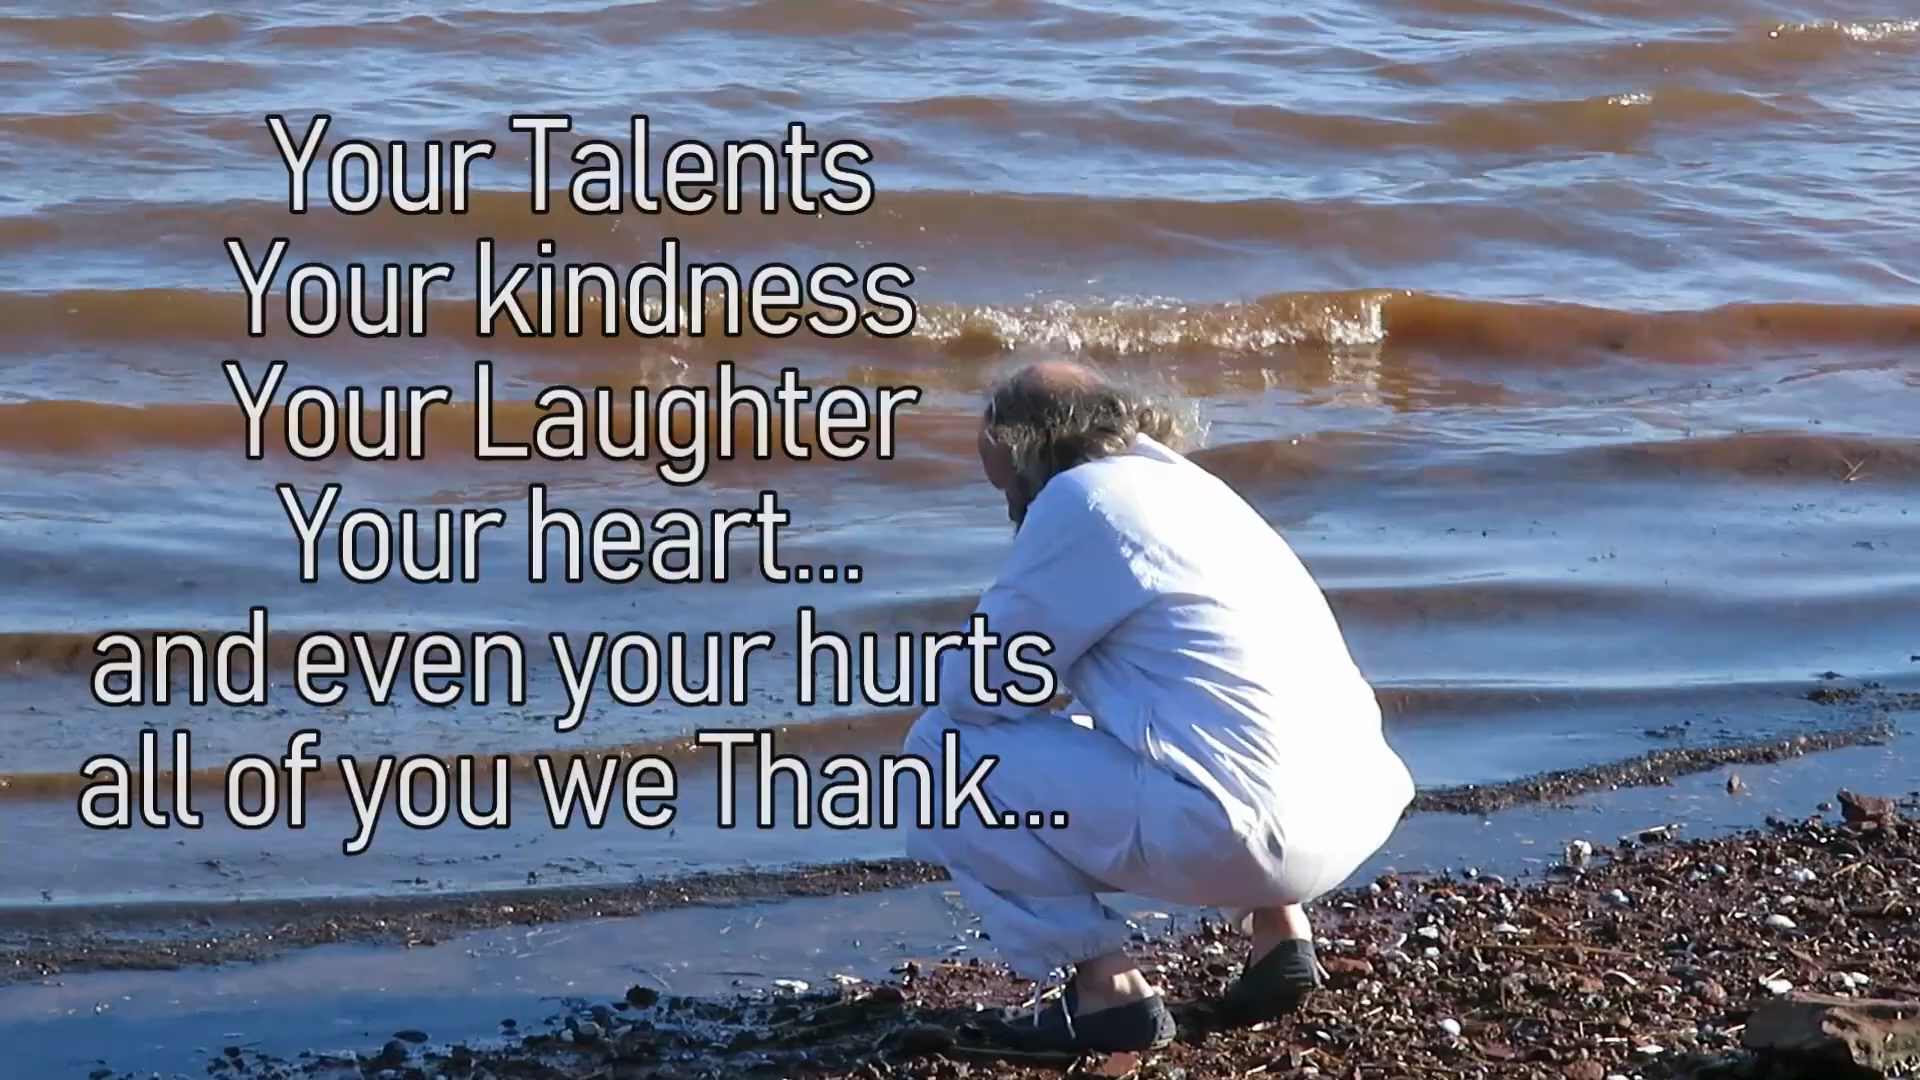 Your Talents
Your kindness
Your Laughter
Your heart...
and even your hurts
all of you we Thank...